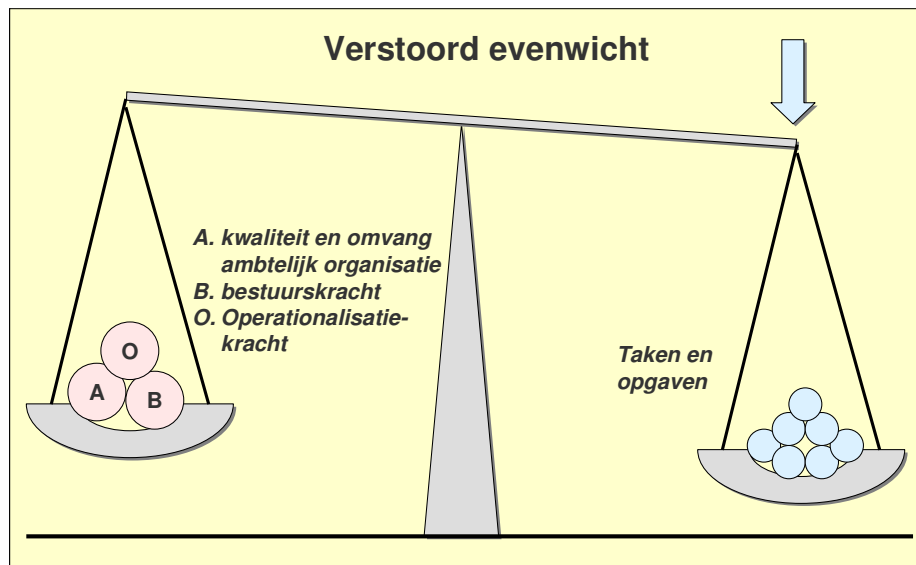 Verstoord evenwicht
A. kwaliteit en omvang
ambtelijk organisatie
B. bestuurskracht
O. Operationalisatie-
kracht
Taken en
opgaven
O
A
B